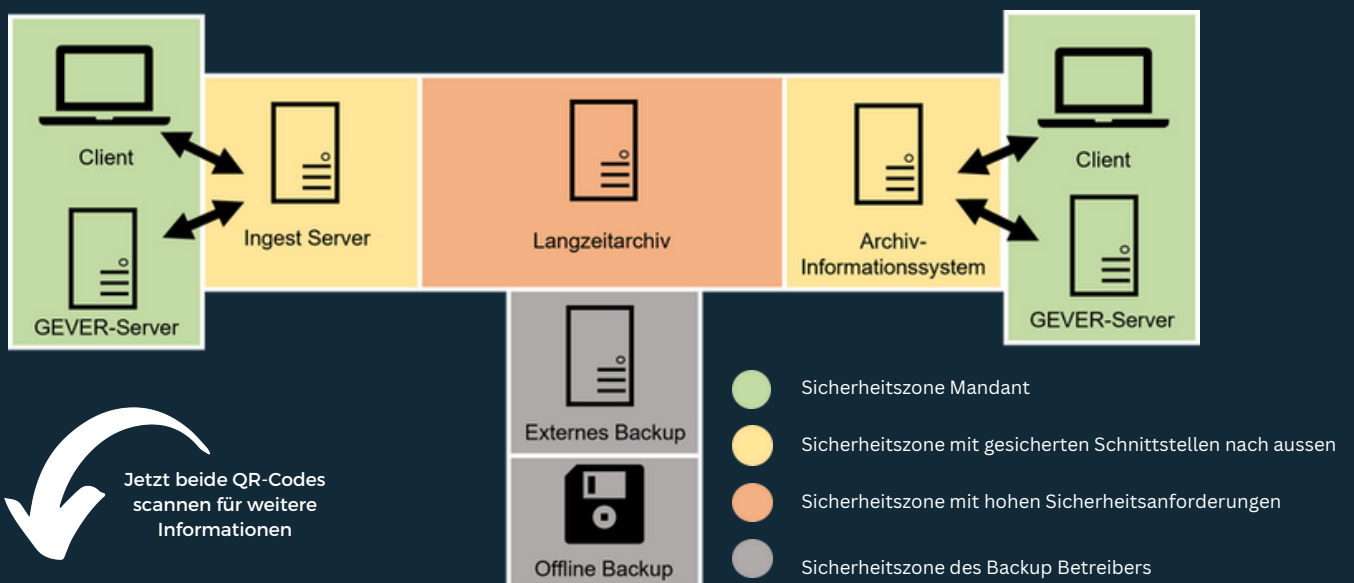 Client
GEVER-Server
Ingest Server
Langzeitarchiv
Archiv-
Informationssystem
Client
GEVER-Server
Externes Backup
Offline Backup
Sicherheitszone Mandant
Sicherheitszone mit gesicherten Schnittstellen nach aussen
Sicherheitszone mit hohen Sicherheitsanforderungen
Sicherheitszone des Backup Betreibers
Jetzt beide QR-Codes
scannen für weitere
Informationen